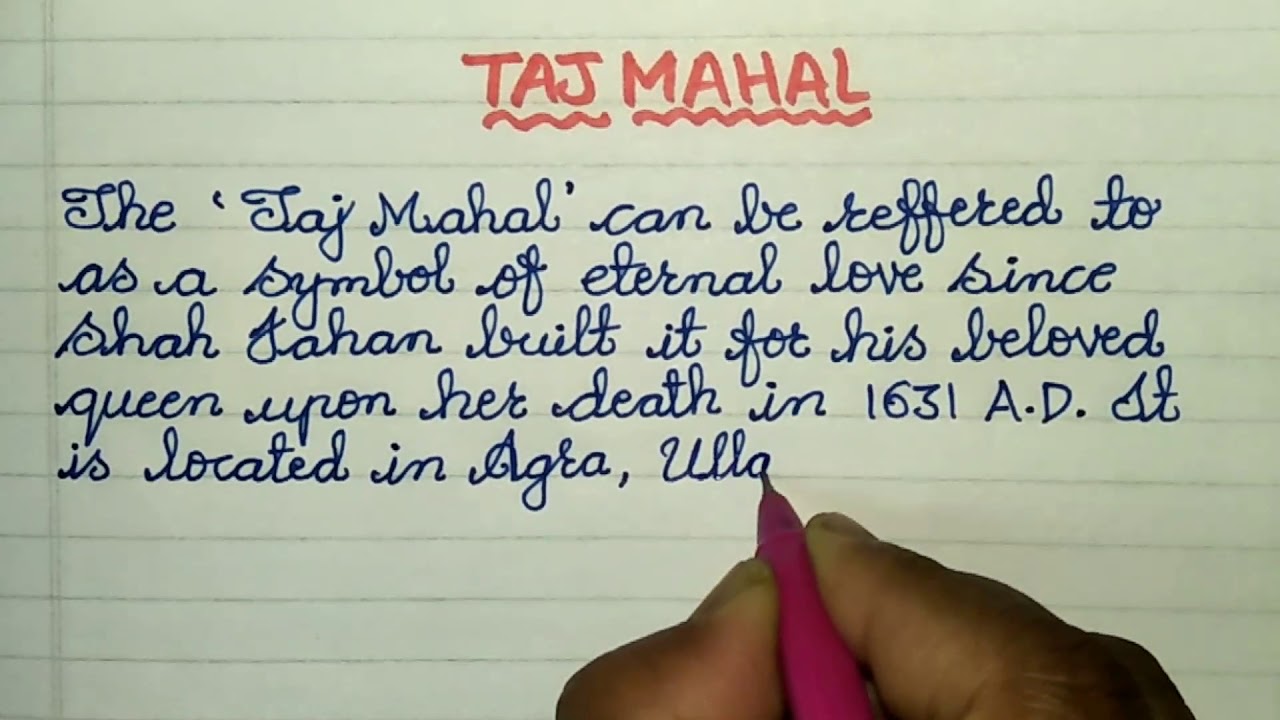 TAJ MAHAL
The 'Taj Mahal' can be reffered to
as a symbol of eternal love since
Shah Jahan built it for his beloved
queen upon her death in 1631 A.D. It
is located in Agra,